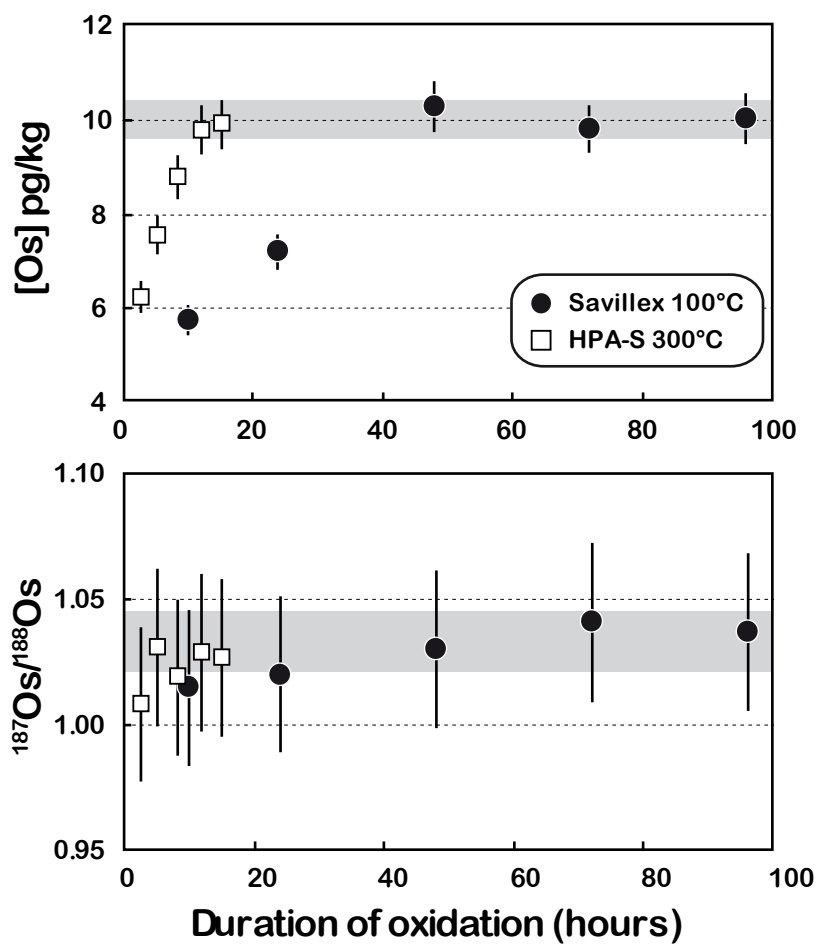 12
10
8
6
4
[Os] pg/kg
Savillex 100°C
HPA-S 300°C
0 20 40 60 80 100
1.10
1.05
1.00
0.95
¹⁸⁷Os/¹⁸⁸Os
0 20 40 60 80 100
Duration of oxidation (hours)